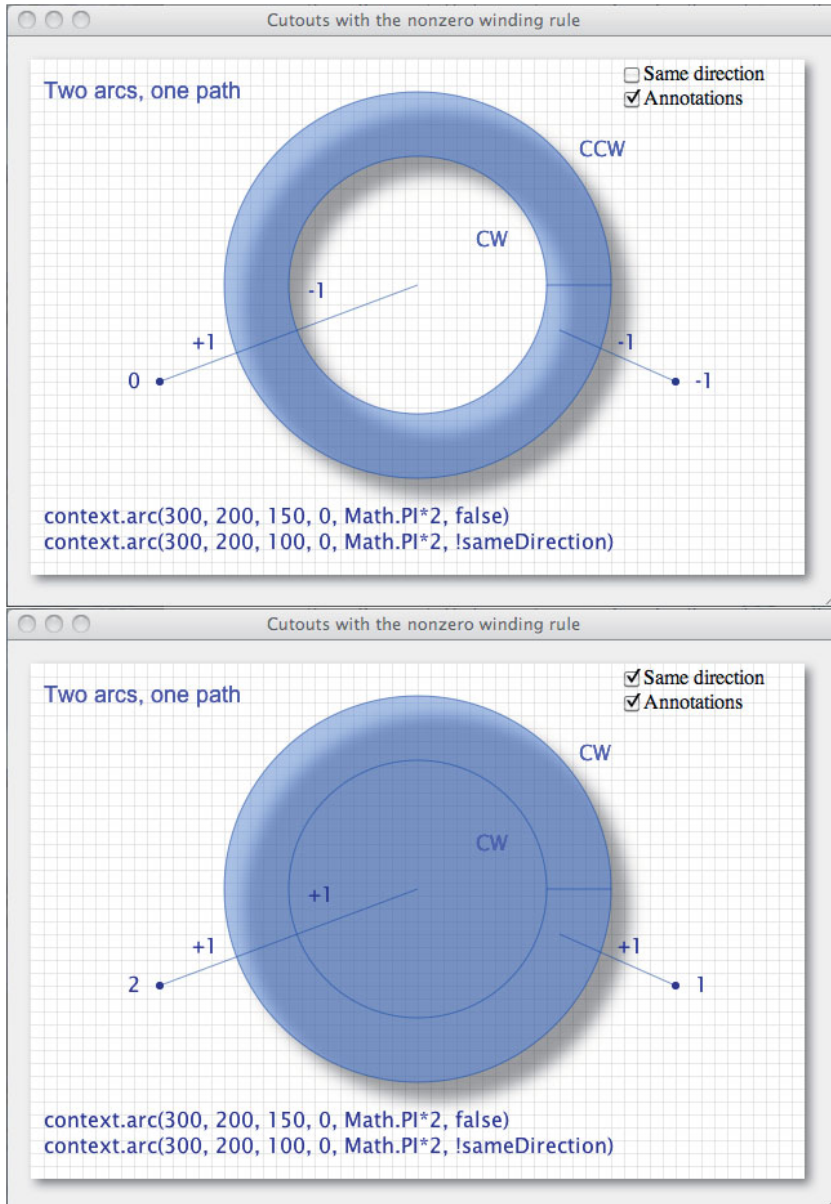 Cutouts with the nonzero winding rule
Two arcs, one path
Same direction
Annotations
CCW
CW
-1
+1
-1
0
-1
context.arc(300, 200, 150, 0, Math.PI*2, false)
context.arc(300, 200, 100, 0, Math.PI*2, !sameDirection)
Cutouts with the nonzero winding rule
Two arcs, one path
Same direction
Annotations
CW
CW
+1
+1
+1
2
1
context.arc(300, 200, 150, 0, Math.PI*2, false)
context.arc(300, 200, 100, 0, Math.PI*2, !sameDirection)